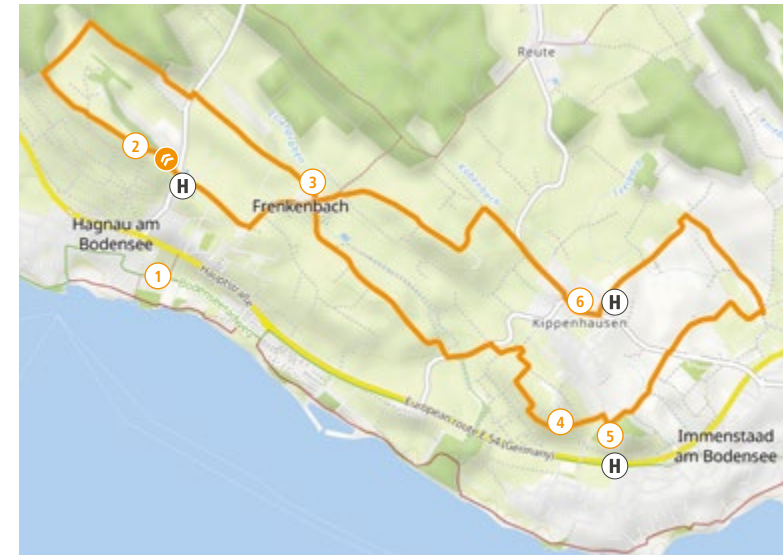 Reute
2
H
3
Frenkenbach
Hagnau am
Bodensee
1
Hauptstraße
Bodenseeradweg
6
H
Kippenhausen
4
5
European route E 54 (Germany)
H
Immenstaad
am Bodensee